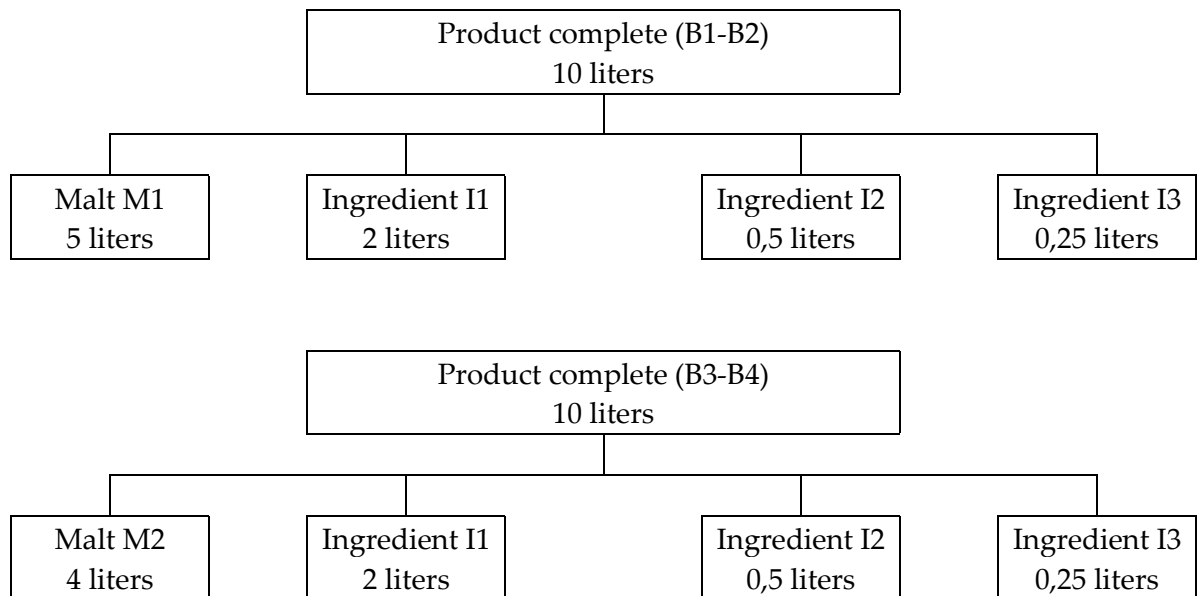 Product complete (B1-B2)
10 liters
Malt M1
5 liters
Ingredient I1
2 liters
Ingredient I2
0,5 liters
Ingredient I3
0,25 liters
Product complete (B3-B4)
10 liters
Malt M2
4 liters
Ingredient I1
2 liters
Ingredient I2
0,5 liters
Ingredient I3
0,25 liters